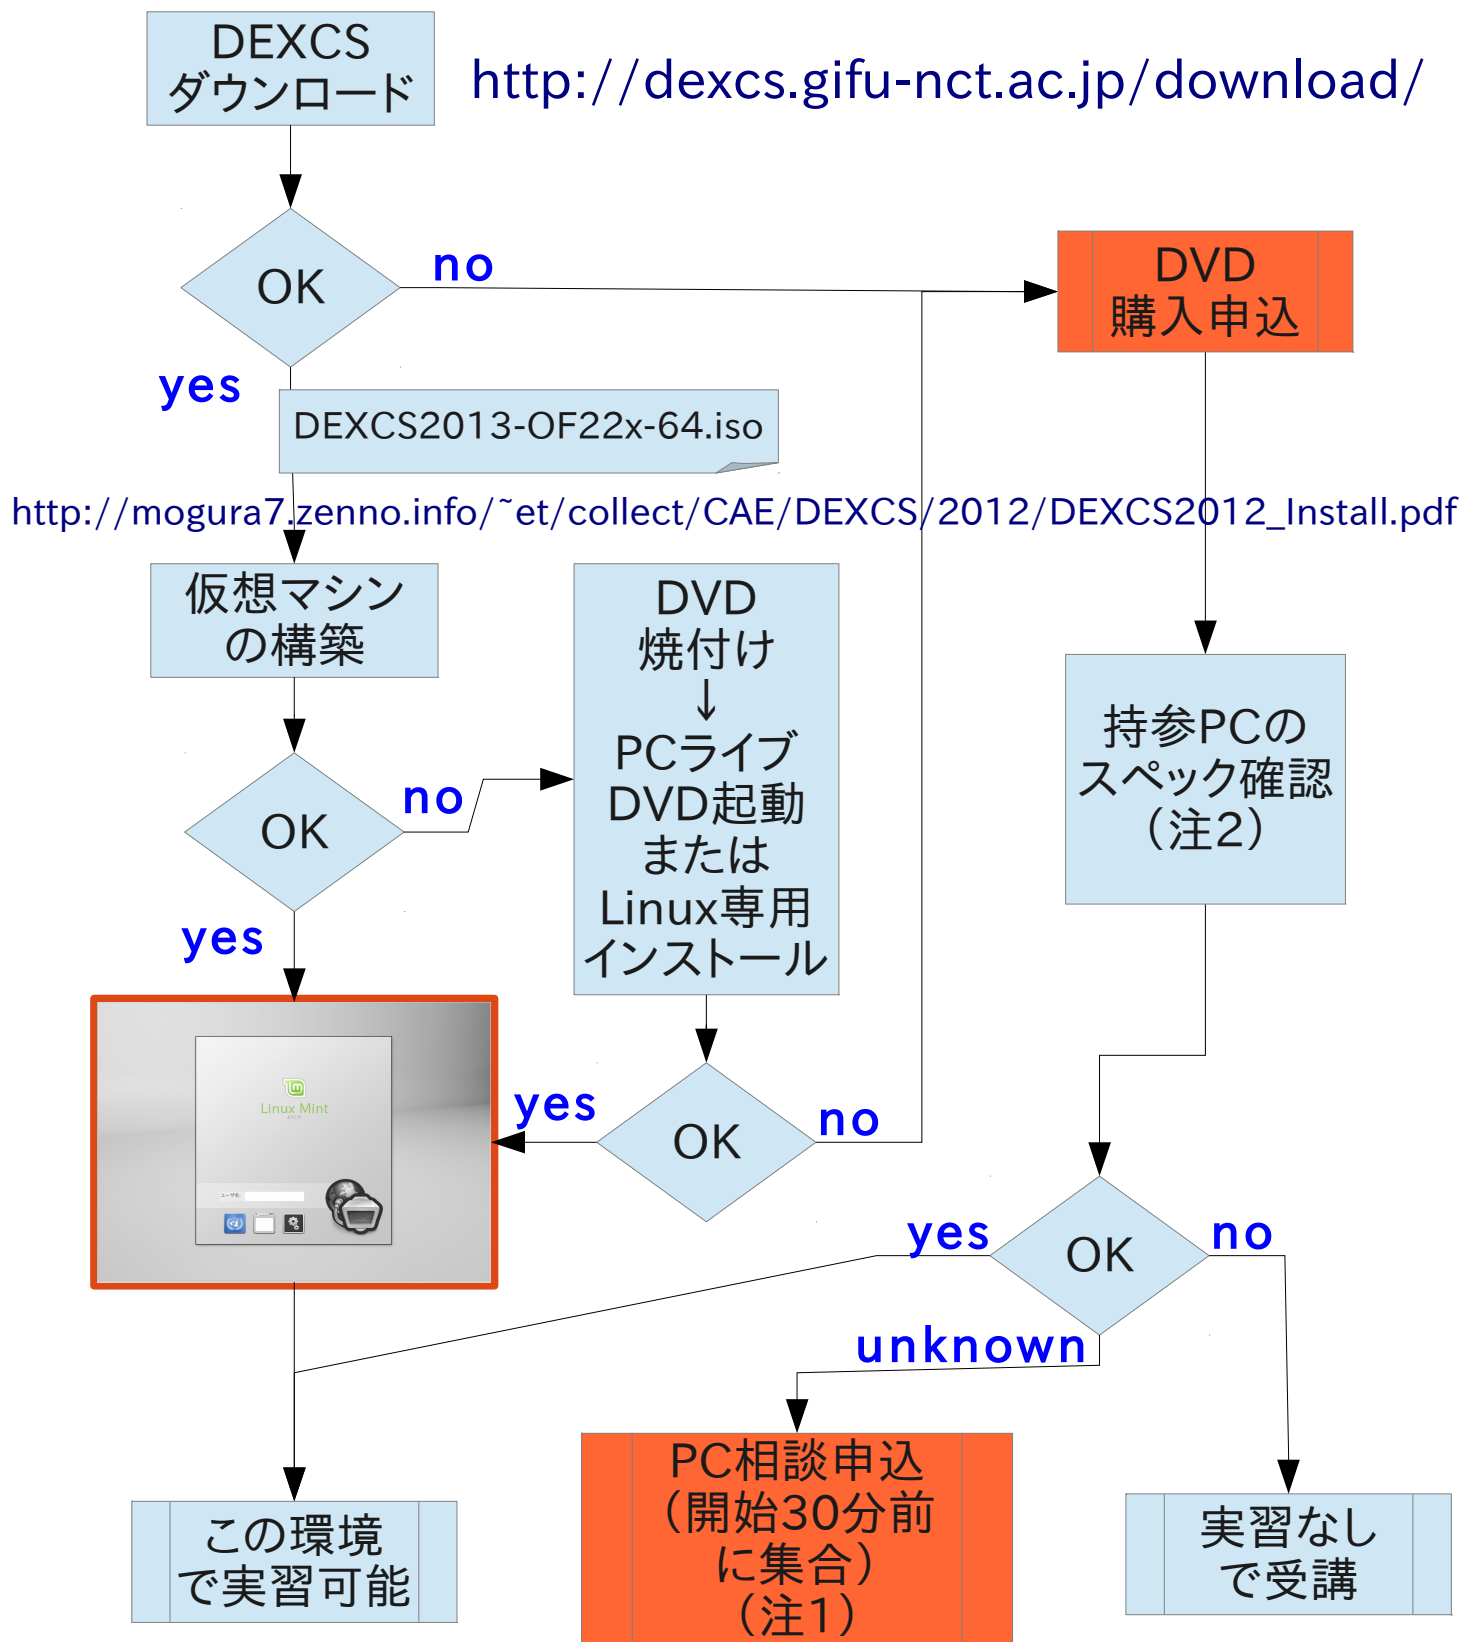 DEXCS
ダウンロード
http://dexcs.gifu-nct.ac.jp/download/
OK
no
DVD
購入申込
yes
DEXCS2013-OF22x-64.iso
http://mogura7.zenno.info/~et/collect/CAE/DEXCS/2012/DEXCS2012_Install.pdf
仮想マシン
の構築
DVD
焼付け
↓
PCライブ
DVD起動
または
Linux専用
インストール
持参PCの
スペック確認
（注2）
OK
no
yes
Linux Mint
ユーザ名:
yes
OK
no
yes
OK
no
unknown
この環境
で実習可能
PC相談申込
（開始30分前
に集合）
（注1）
実習なし
で受講